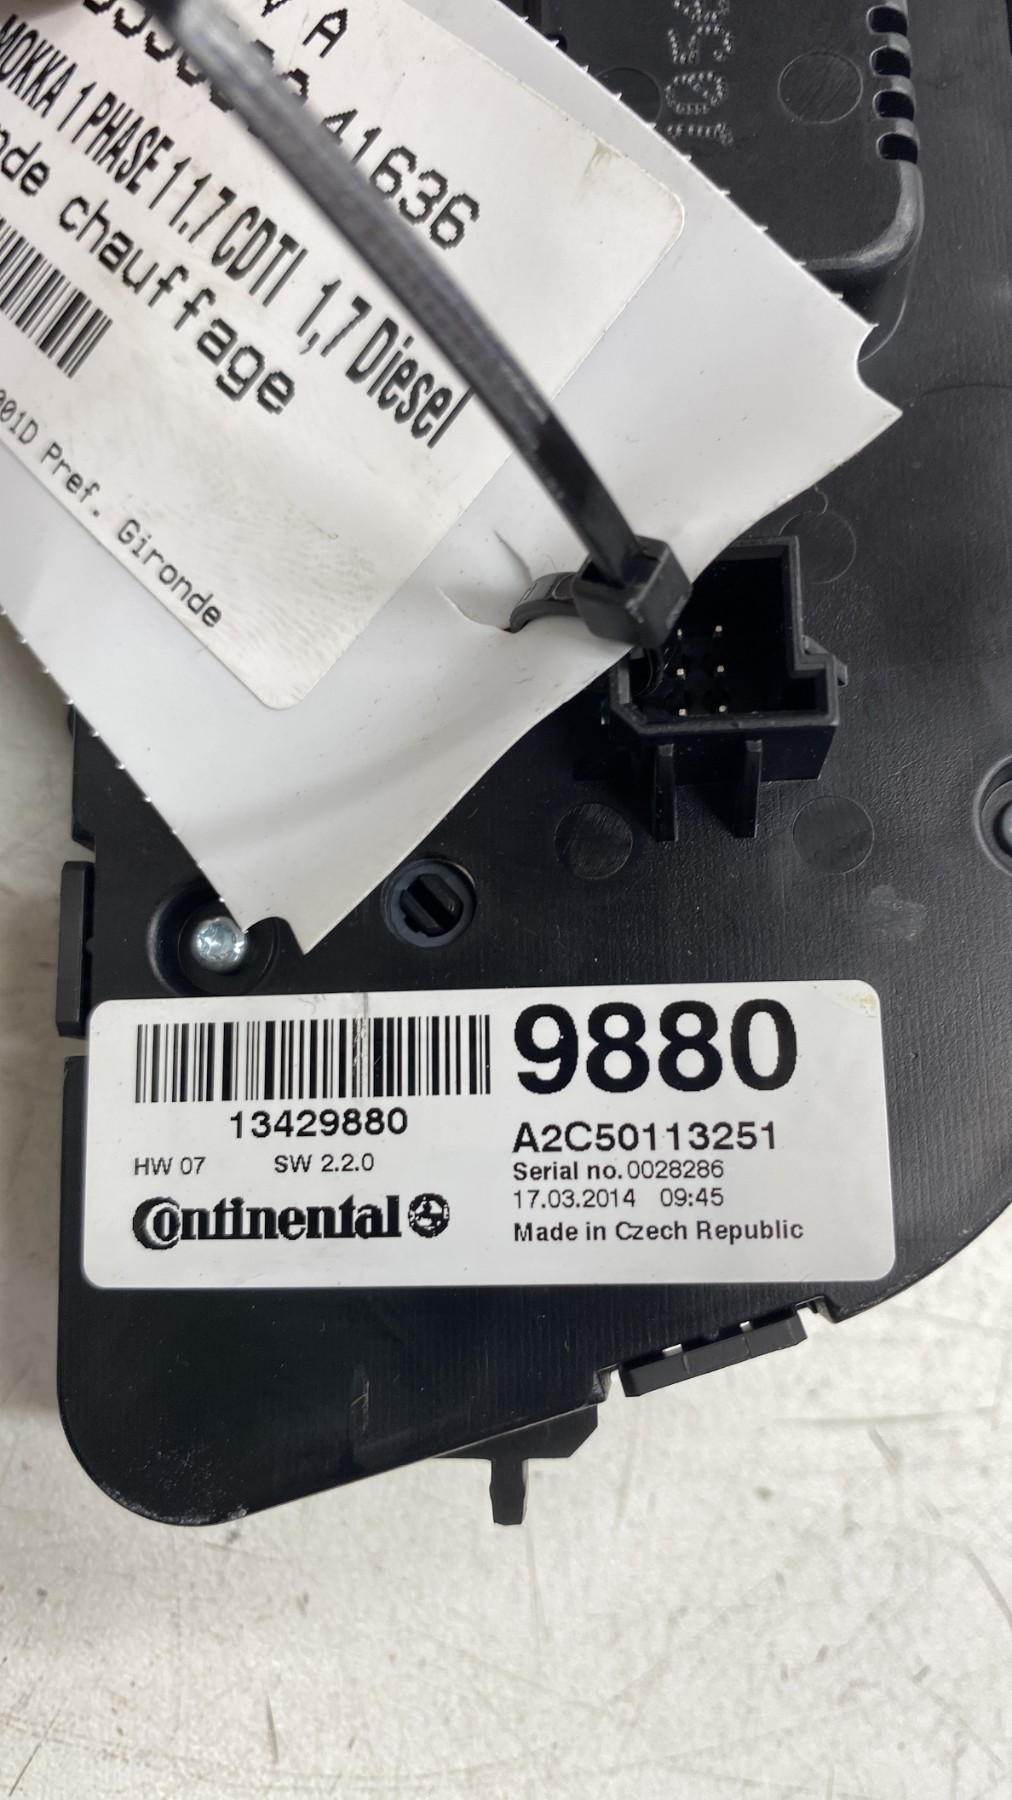 A
41636
MOKKA 1 PHASE 1 1.7 CDTI 1,7 Diesel
chauffage
Pref. Gironde
9880
13429880
A2C50113251
HW 07 SW 2.2.0
Serial no. 0028286
17.03.2014 09:45
Continental
Made in Czech Republic